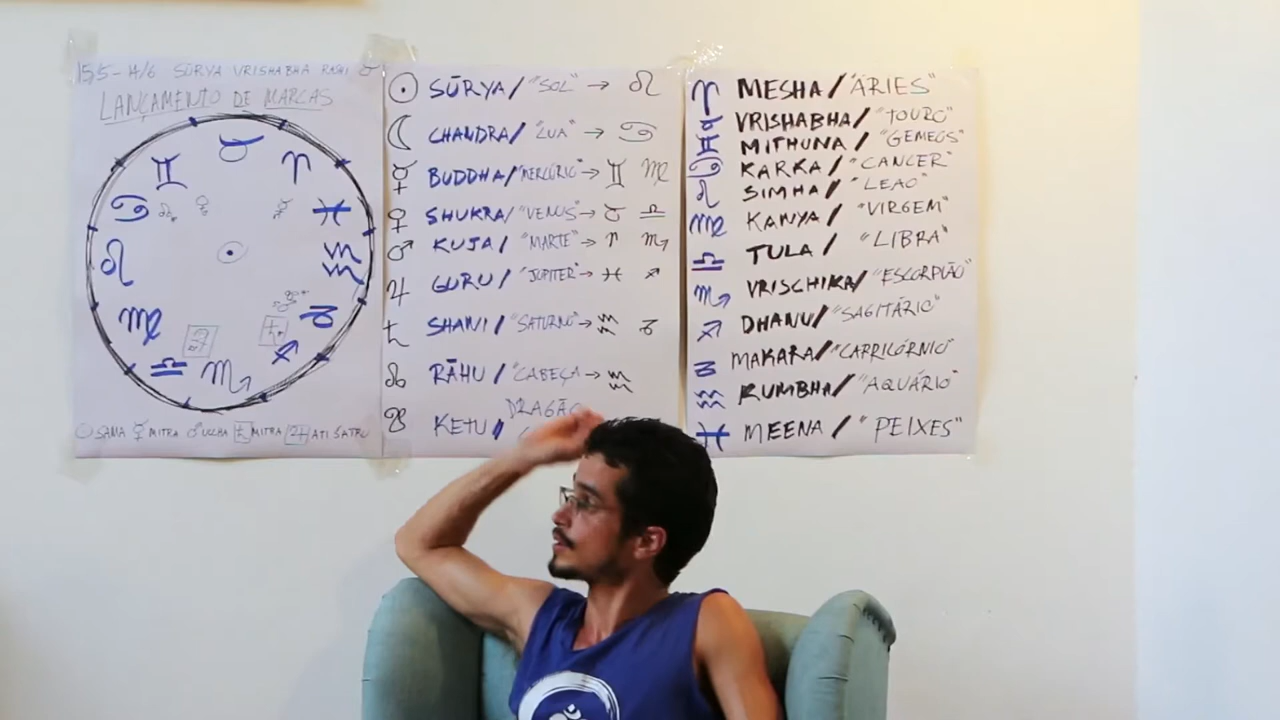 15/5 - 14/6 SŪRYA VRISHABHA RASHI ♉
LANÇAMENTO DE MARCAS
♉
♊ ♈
♋ ♓
♌ ☉ ♒
♍ ♑
♎ ♏ ♐
SAMA ☿ MITRA ♂ UCCHA ♄ MITRA ♃ ATI SATRU
☉ SŪRYA / "SOL" → ♌
☾ CHANDRA / "LUA" → ♋
☿ BUDDHA / "MERCÚRIO" → ♊ ♍
♀ SHUKRA / "VENUS" → ♉ ♎
♂ KUJA / "MARTE" → ♈ ♏
♃ GURU / "JUPITER" → ♓ ♐
♄ SHANI / "SATURNO" → ♒ ♑
☊ RĀHU / "CABEÇA → ♒
DRAGÃO
☋ KETU /
♈ MESHA / "ÁRIES"
♉ VRISHABHA / "TOURO"
♊ MITHUNA / "GEMEOS"
♋ KARKA / "CANCER"
♌ SIMHA / "LEAO"
♍ KANYA / "VIRGEM"
♎ TULA / "LIBRA"
♏ VRISCHIKA / "ESCORPIÃO"
♐ DHANU / "SAGITÁRIO"
♑ MAKARA / "CAPRICÓRNIO"
♒ KUMBHA / "AQUÁRIO"
♓ MEENA / "PEIXES"
ॐ